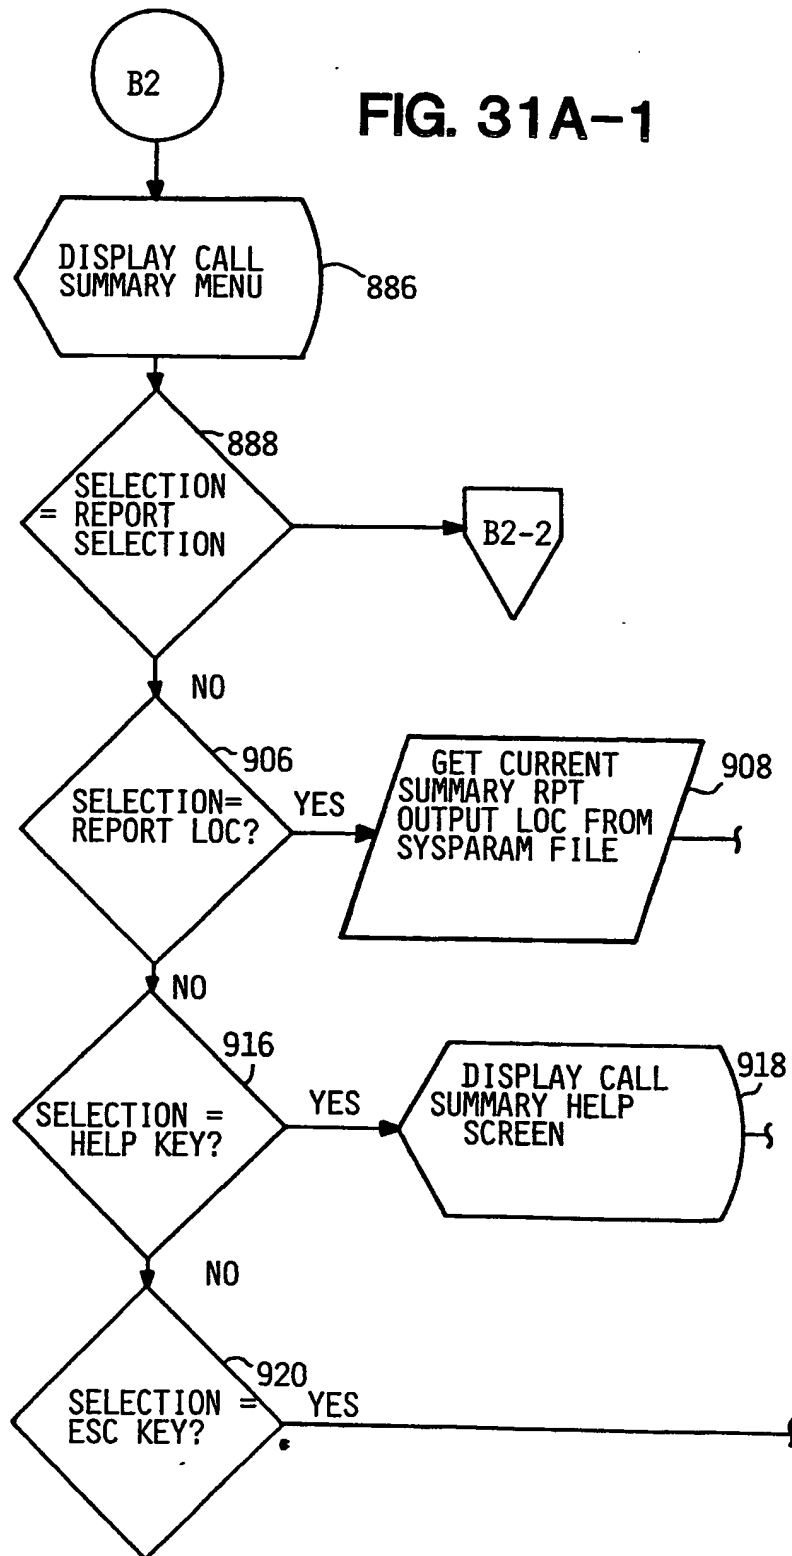 B2
FIG. 31A-1
DISPLAY CALL
SUMMARY MENU
886
888
SELECTION
= REPORT
SELECTION
B2-2
NO
906
SELECTION=
REPORT LOC?
YES
GET CURRENT
SUMMARY RPT
OUTPUT LOC FROM
SYSPARAM FILE
908
NO
916
SELECTION =
HELP KEY?
YES
DISPLAY CALL
SUMMARY HELP
SCREEN
918
NO
920
SELECTION =
ESC KEY?
YES